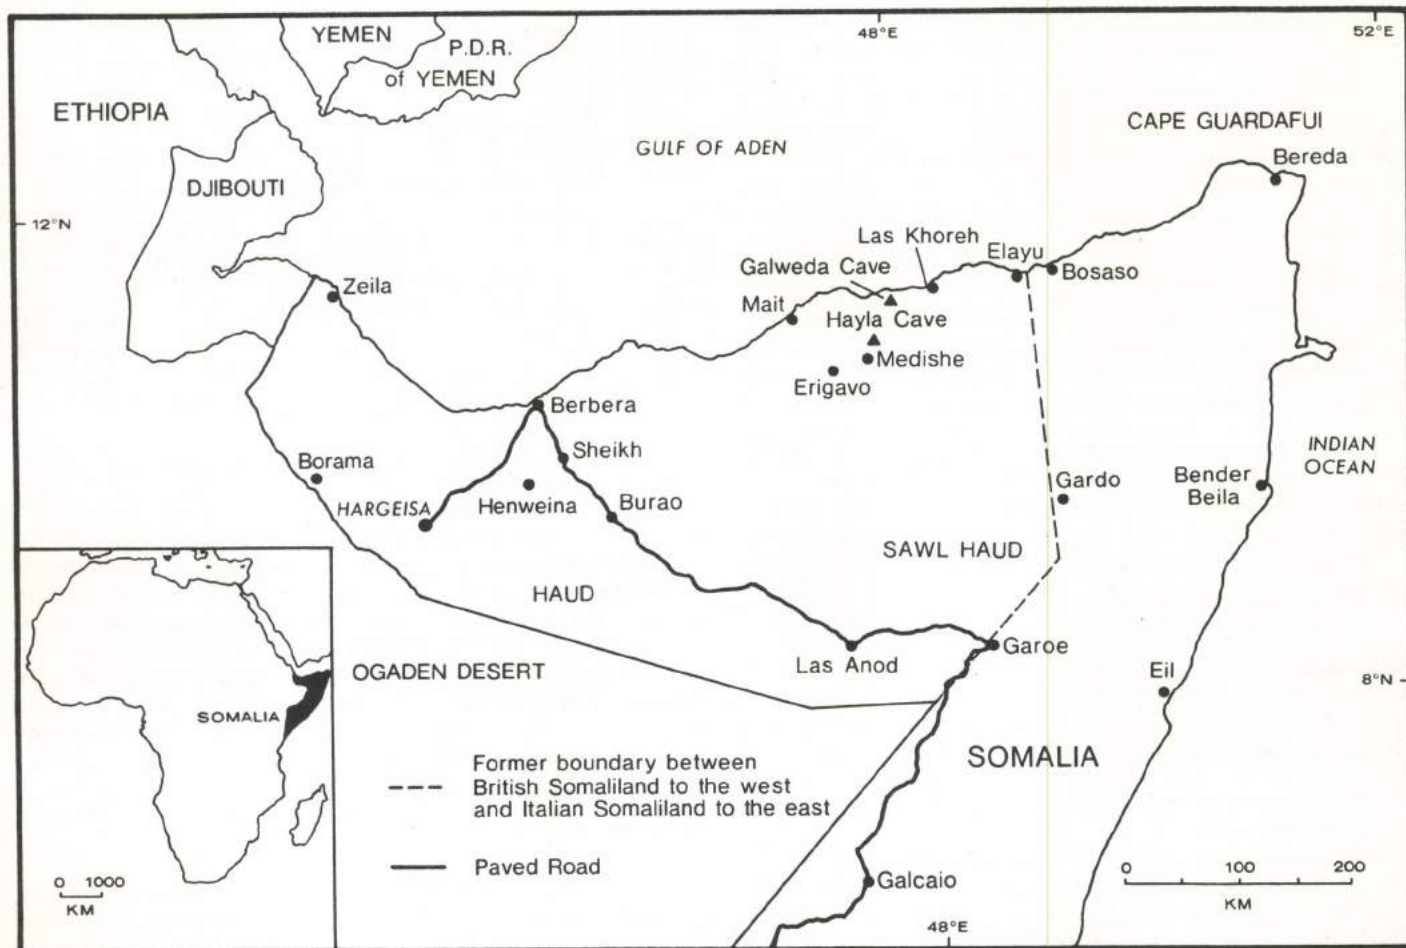 48°E
52°E
YEMEN
P.D.R.
of YEMEN
ETHIOPIA
CAPE GUARDAFUI
GULF OF ADEN
Bereda
DJIBOUTI
12°N
Las Khoreh
Elayu
Galweda Cave
Bosaso
Zeila
Mait
Hayla Cave
Medishe
Erigavo
Berbera
INDIAN
OCEAN
Sheikh
Borama
Gardo
Bender
Beila
HARGEISA
Henweina
Burao
SAWL HAUD
HAUD
Las Anod
Garoe
OGADEN DESERT
Eil
8°N
SOMALIA
SOMALIA
Former boundary between
British Somaliland to the west
and Italian Somaliland to the east
Paved Road
Galcaio
0 1000
KM
0 100 200
KM
48°E